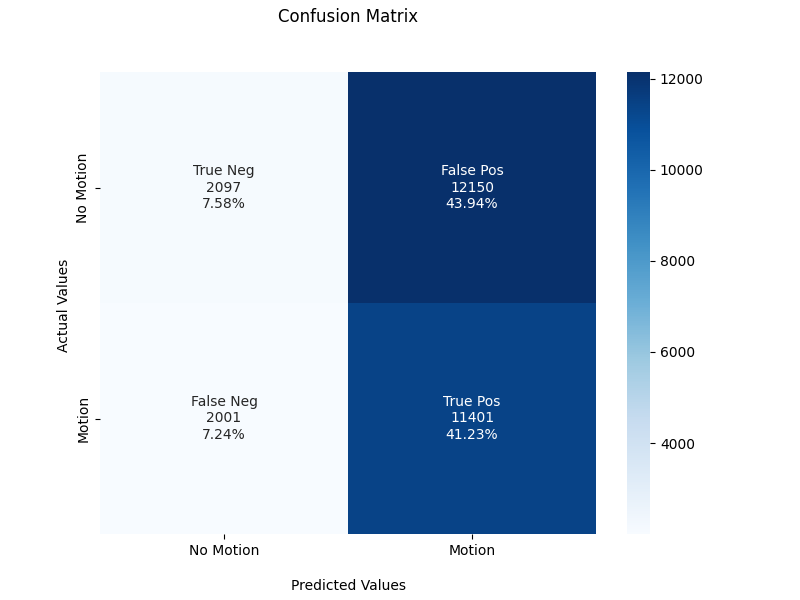 Confusion Matrix
No Motion
True Neg
2097
7.58%
False Pos
12150
43.94%
Actual Values
Motion
False Neg
2001
7.24%
True Pos
11401
41.23%
No Motion
Motion
Predicted Values
12000
10000
8000
6000
4000